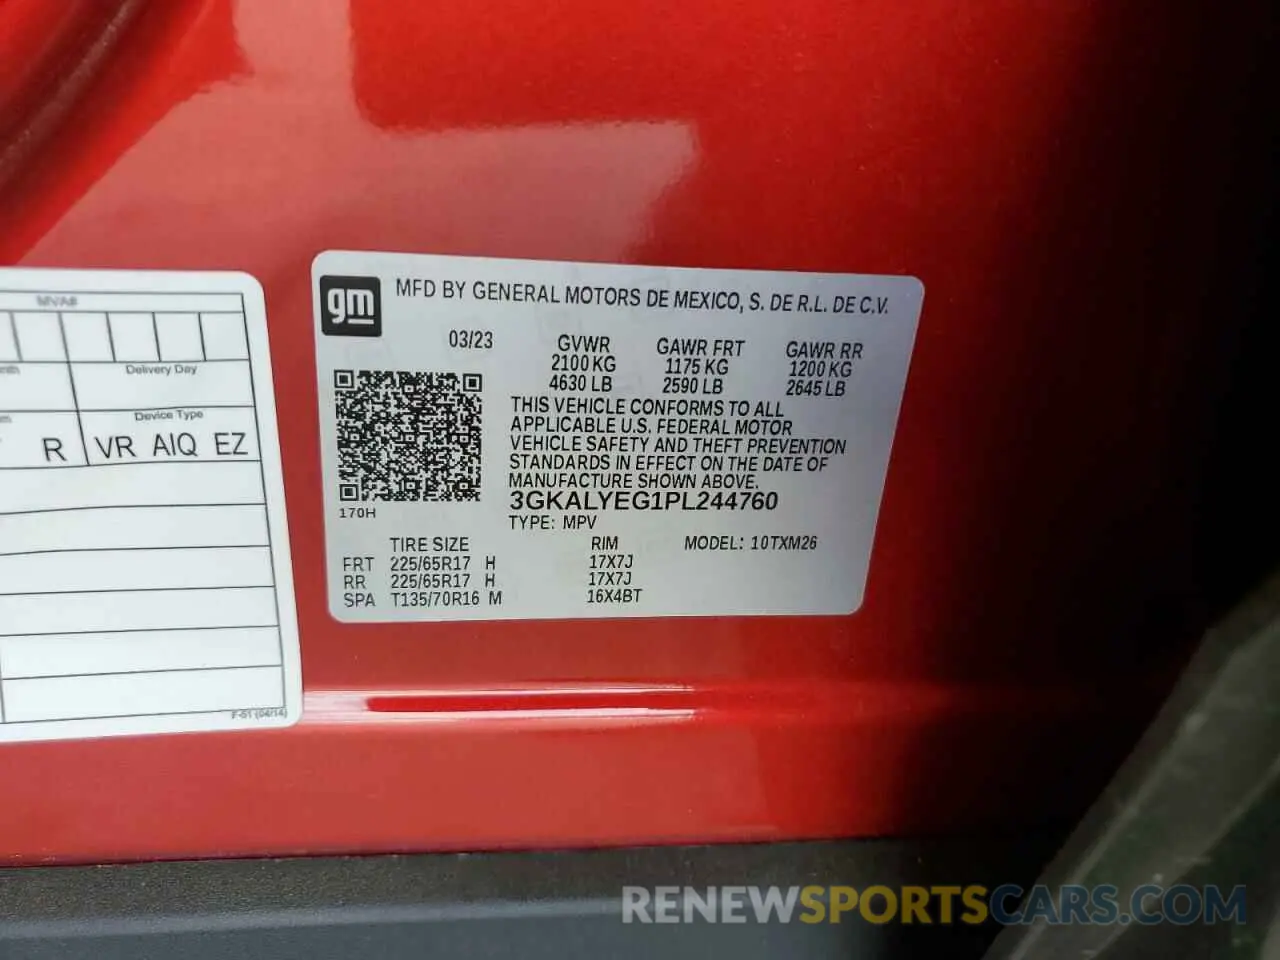 MVA#
Delivery Day
Device Type
R VR AIQ EZ
F-01 (04/14)
gm
MFD BY GENERAL MOTORS DE MEXICO, S. DE R.L. DE C.V.
03/23 GVWR GAWR FRT GAWR RR
2100 KG 1175 KG 1200 KG
4630 LB 2590 LB 2645 LB
THIS VEHICLE CONFORMS TO ALL
APPLICABLE U.S. FEDERAL MOTOR
VEHICLE SAFETY AND THEFT PREVENTION
STANDARDS IN EFFECT ON THE DATE OF
MANUFACTURE SHOWN ABOVE.
3GKALYEG1PL244760
170H
TYPE: MPV
TIRE SIZE RIM MODEL: 10TXM26
FRT 225/65R17 H 17X7J
RR 225/65R17 H 17X7J
SPA T135/70R16 M 16X4BT
RENEWSPORTSCARS.COM